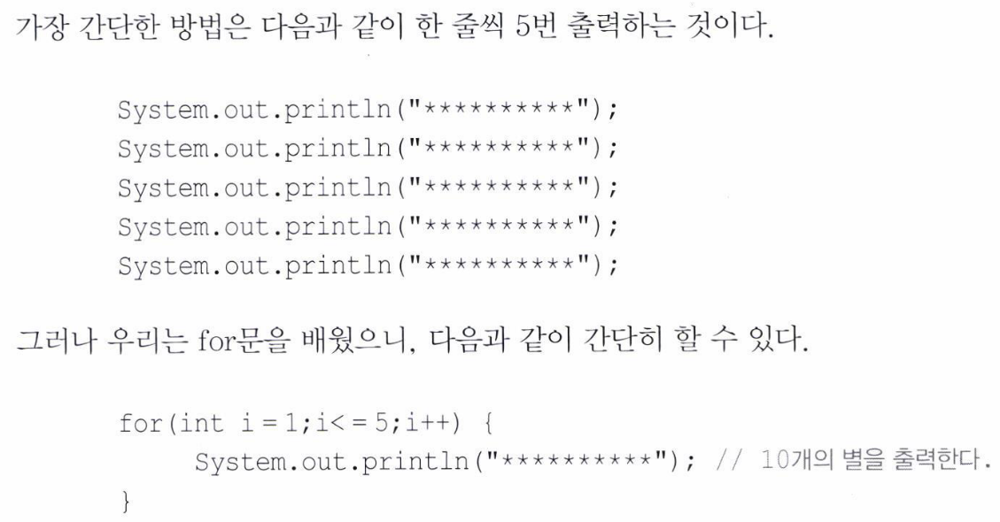 가장 간단한 방법은 다음과 같이 한 줄씩 5번 출력하는 것이다.
System.out.println("**********");
System.out.println("**********");
System.out.println("**********");
System.out.println("**********");
System.out.println("**********");
그러나 우리는 for문을 배웠으니, 다음과 같이 간단히 할 수 있다.
for(int i=1;i<=5;i++) {
System.out.println("**********"); // 10개의 별을 출력한다.
}